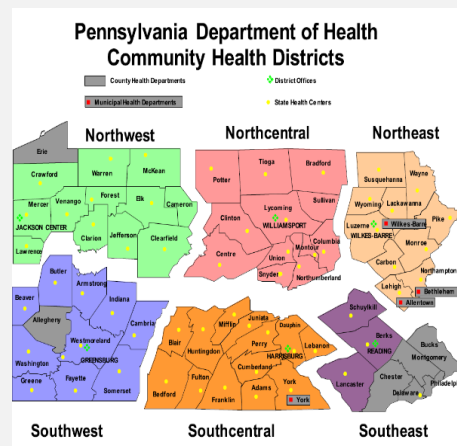 Pennsylvania Department of Health
Community Health Districts
County Health Departments
District Offices
Municipal Health Departments
State Health Centers
Northwest
Northcentral
Northeast
Erie
Crawford
Warren
McKean
Mercer
Venango
Forest
Elk
Cameron
JACKSON CENTER
Clarion
Jefferson
Clearfield
Lawrence
Potter
Tioga
Bradford
Sullivan
Clinton
Lycoming
WILLIAMSPORT
Columbia
Montour
Centre
Union
Snyder
Northumberland
Susquehanna
Wayne
Wyoming
Lackawanna
Pike
Luzerne
Wilkes-Barre
WILKES-BARRE
Monroe
Carbon
Northampton
Lehigh
Bethleham
Allentown
Butler
Armstrong
Beaver
Indiana
Allegheny
Cambria
Westmoreland
GREENSBURG
Washington
Greene
Fayette
Somerset
Mifflin
Juniata
Dauphin
Blair
Huntingdon
Perry
HARRISBURG
Lebanon
Cumberland
Bedford
Fulton
Franklin
Adams
York
York
Schuylkill
Berks
READING
Lancaster
Bucks
Montgomery
Chester
Delaware
Philadelp
Southwest
Southcentral
Southeast